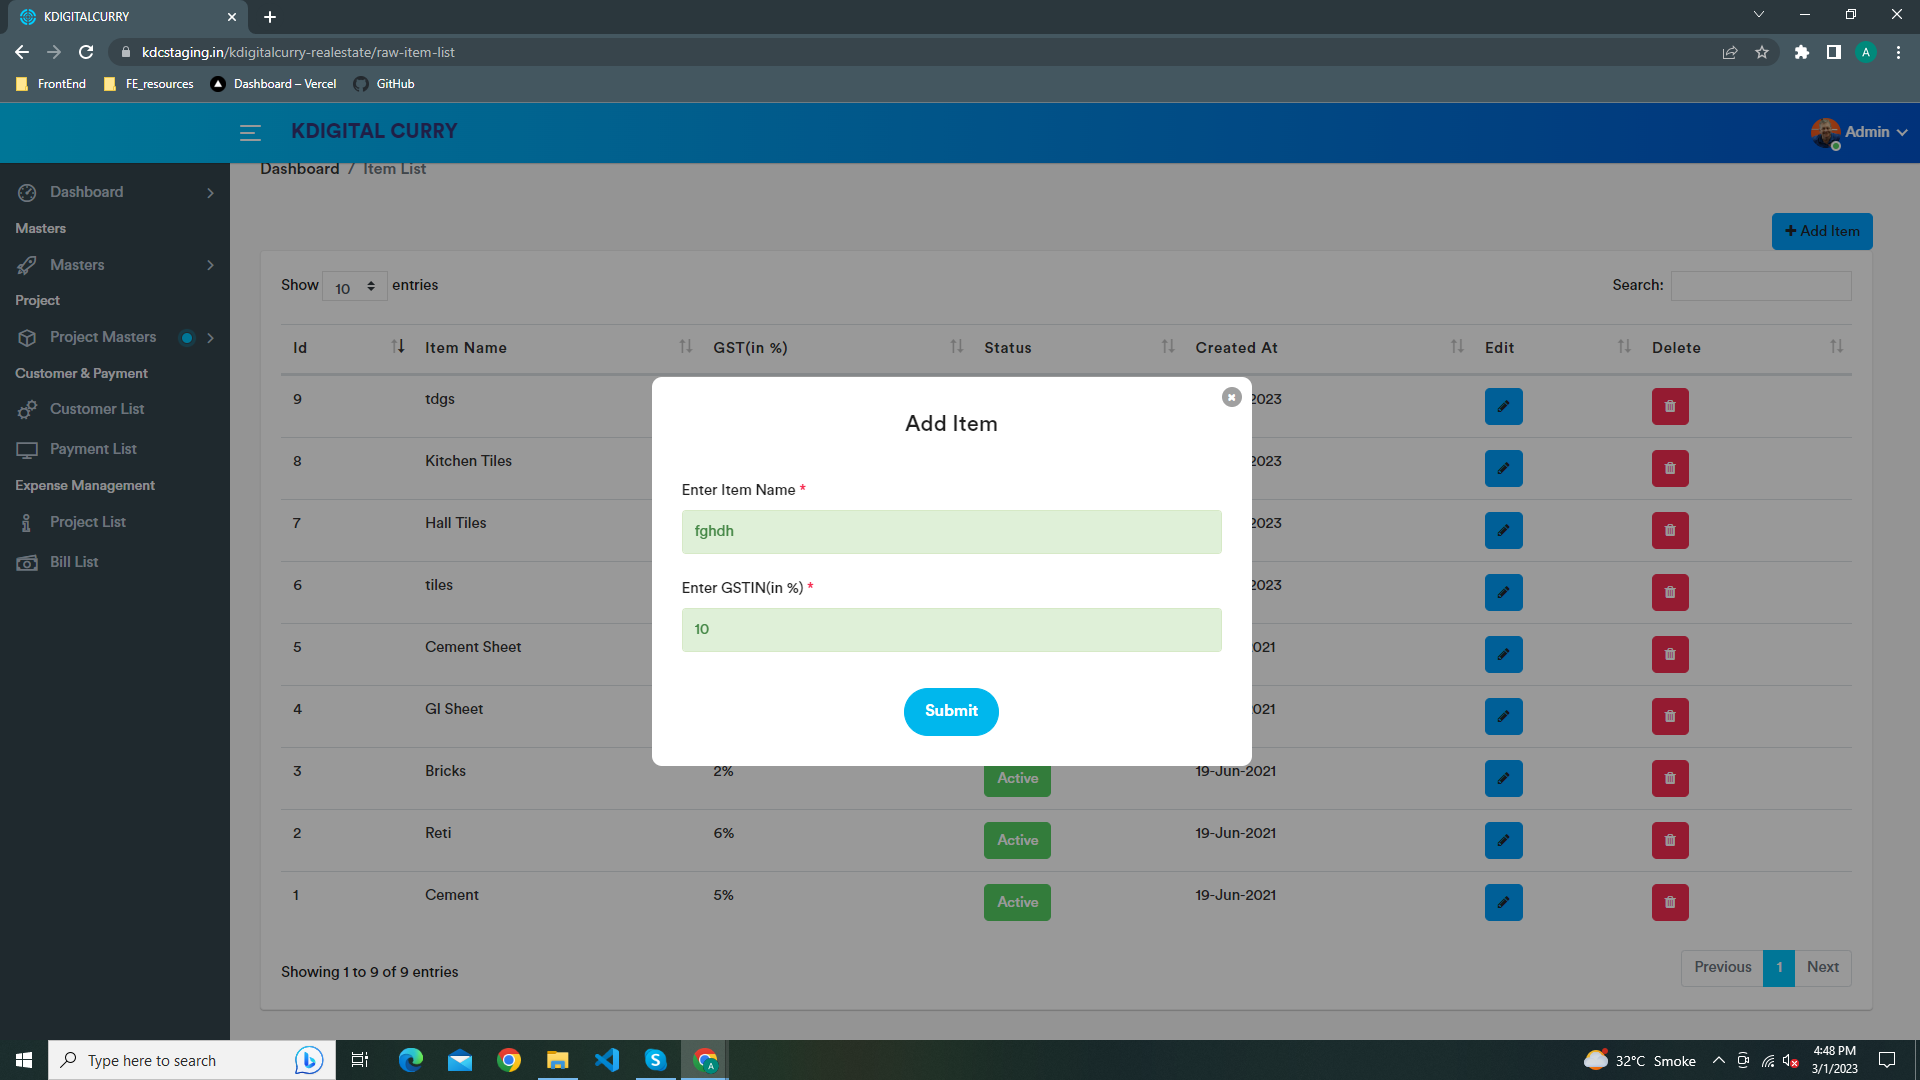 KDIGITALCURRY
kdcstaging.in/kdigitalcurry-realestate/raw-item-list
A
FrontEnd FE_resources Dashboard – Vercel GitHub
KDIGITAL CURRY
Admin
Dashboard / Item List
Dashboard
Masters
Masters
Project
Project Masters
Customer & Payment
Customer List
Payment List
Expense Management
Project List
Bill List
+ Add Item
Show 10 entries
Search:
Id Item Name GST(in %) Status Created At Edit Delete
9 tdgs 2023
8 Kitchen Tiles 2023
7 Hall Tiles 2023
6 tiles 2023
5 Cement Sheet 021
4 GI Sheet 021
3 Bricks 2% Active 19-Jun-2021
2 Reti 6% Active 19-Jun-2021
1 Cement 5% Active 19-Jun-2021
Showing 1 to 9 of 9 entries
Previous 1 Next
Add Item
Enter Item Name *
fghdh
Enter GSTIN(in %) *
10
Submit
Type here to search
32°C Smoke
4:48 PM
3/1/2023